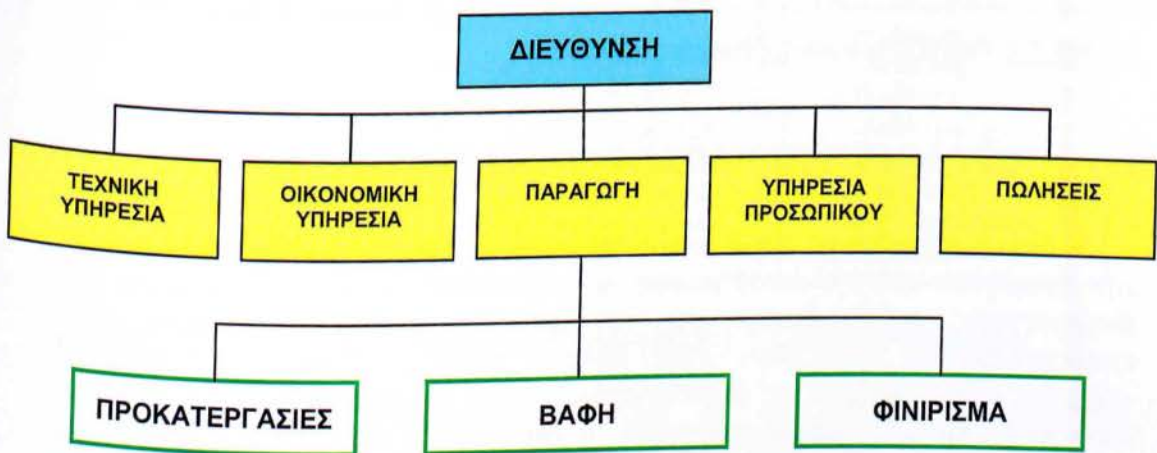 ΔΙΕΥΘΥΝΣΗ
ΤΕΧΝΙΚΗ
ΥΠΗΡΕΣΙΑ
ΟΙΚΟΝΟΜΙΚΗ
ΥΠΗΡΕΣΙΑ
ΠΑΡΑΓΩΓΗ
ΥΠΗΡΕΣΙΑ
ΠΡΟΣΩΠΙΚΟΥ
ΠΩΛΗΣΕΙΣ
ΠΡΟΚΑΤΕΡΓΑΣΙΕΣ
ΒΑΦΗ
ΦΙΝΙΡΙΣΜΑ